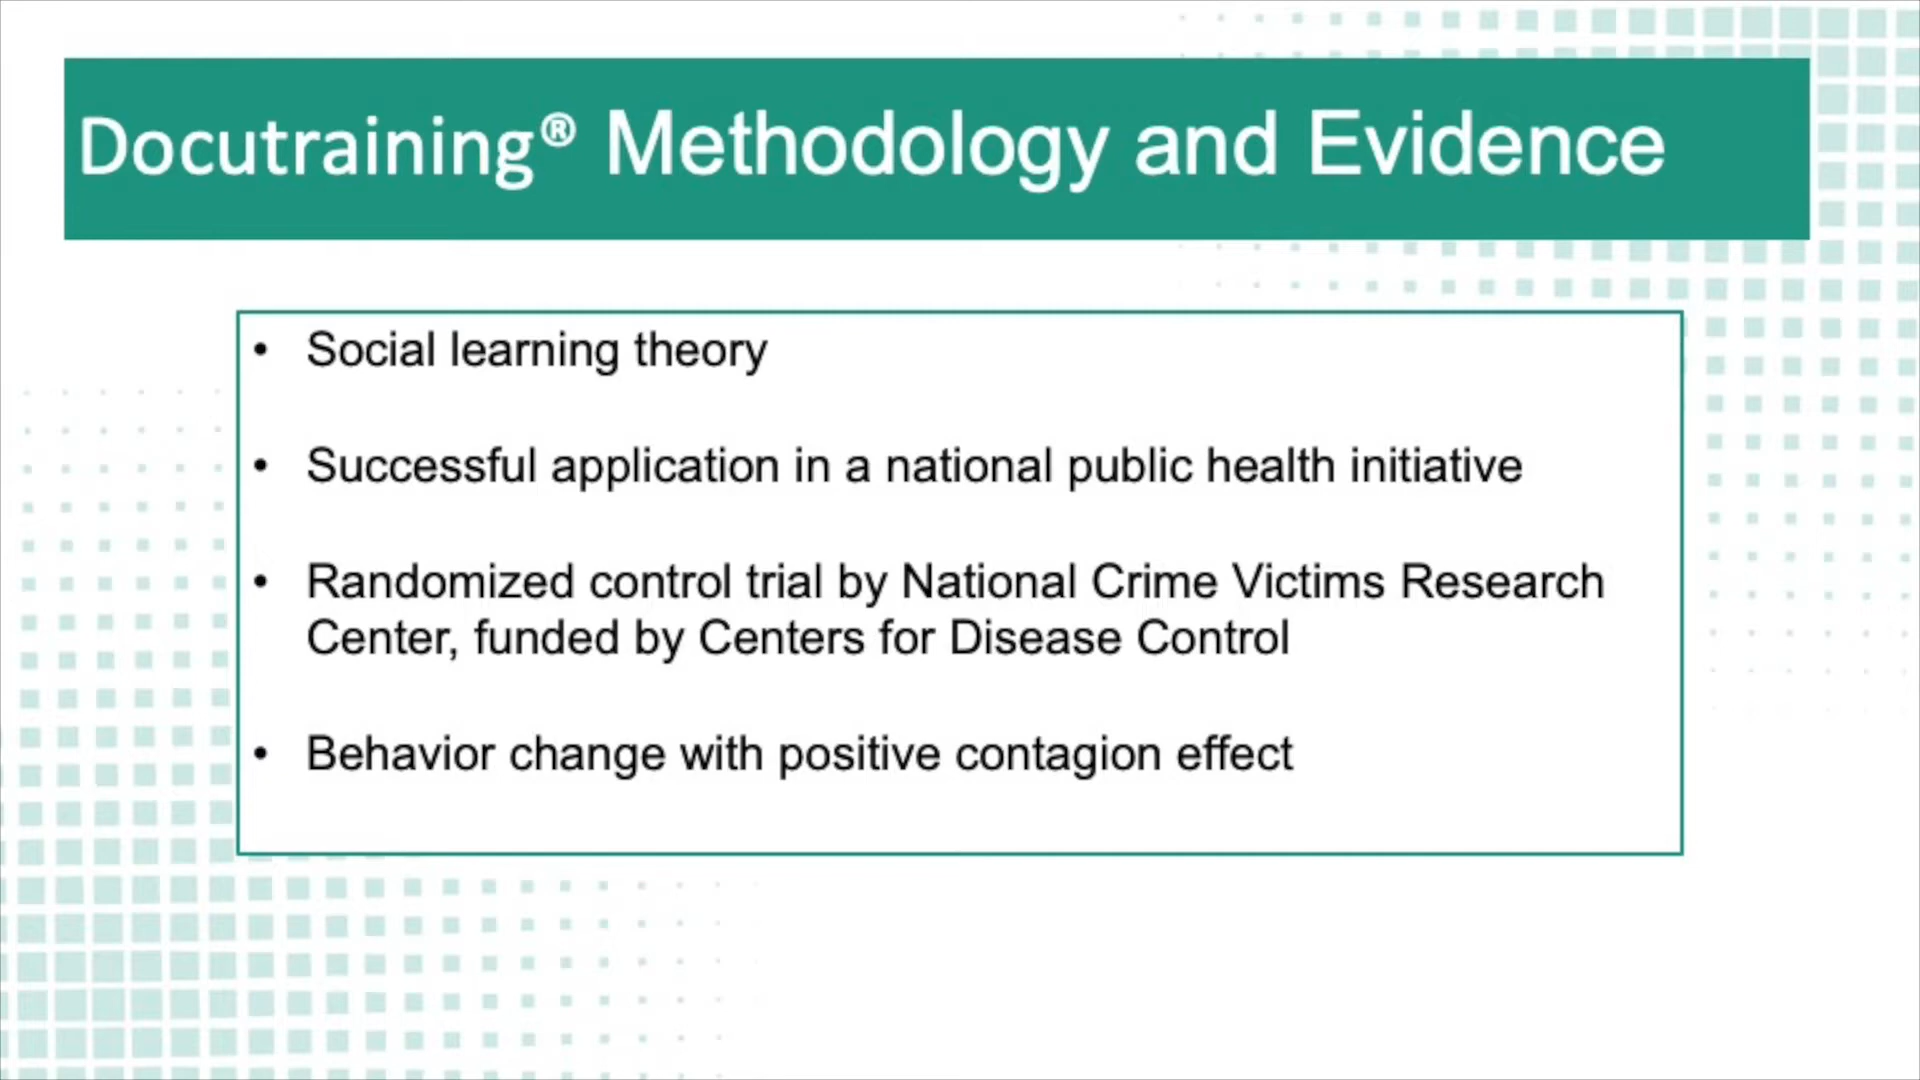 Docutraining® Methodology and Evidence
• Social learning theory
• Successful application in a national public health initiative
• Randomized control trial by National Crime Victims Research
Center, funded by Centers for Disease Control
• Behavior change with positive contagion effect